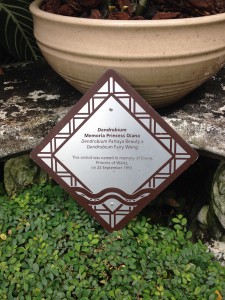 Dendrobium
Memoria Princess Diana
Dendrobium Pattaya Beauty x
Dendrobium Fairy Wong
This orchid was named in memory of Diana,
Princess of Wales,
on 22 September 1997